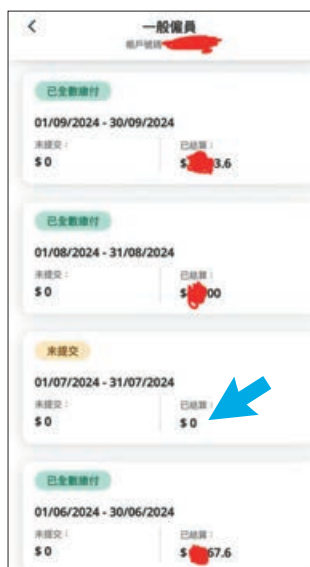 一般僱員
帳戶號碼
已全數繳付
01/09/2024 - 30/09/2024
未提交： 已結算：
$ 0 $ 3.6
已全數繳付
01/08/2024 - 31/08/2024
未提交： 已結算：
$ 0 $ 00
未提交
01/07/2024 - 31/07/2024
未提交： 已結算：
$ 0 $ 0
已全數繳付
01/06/2024 - 30/06/2024
未提交： 已結算：
$ 0 $ 67.6